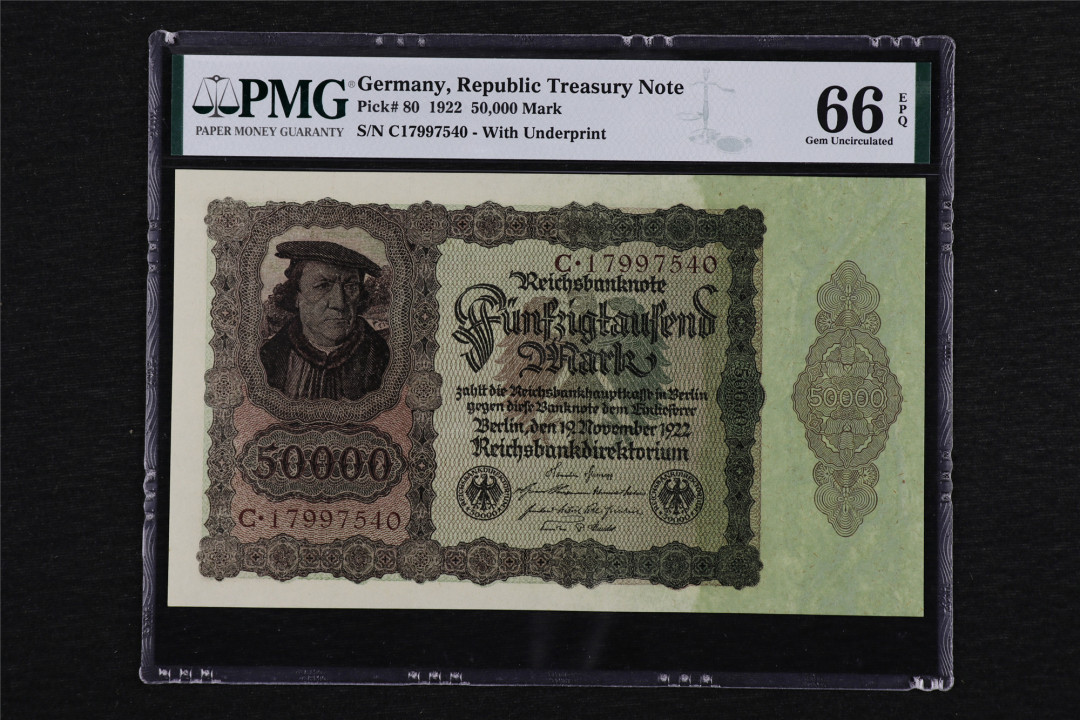 PMG®
PAPER MONEY GUARANTY
Germany, Republic Treasury Note
Pick# 80 1922 50,000 Mark
S/N C17997540 - With Underprint
66
EPQ
Gem Uncirculated
C·17997540
Reichsbanknote
Fünfzigtausend
Mark
zahlt die Reichsbankhauptkasse in Berlin
gegen diese Banknote dem Einlieferer
Berlin, den 19. November 1922
Reichsbankdirektorium
50000
50000
C·17997540